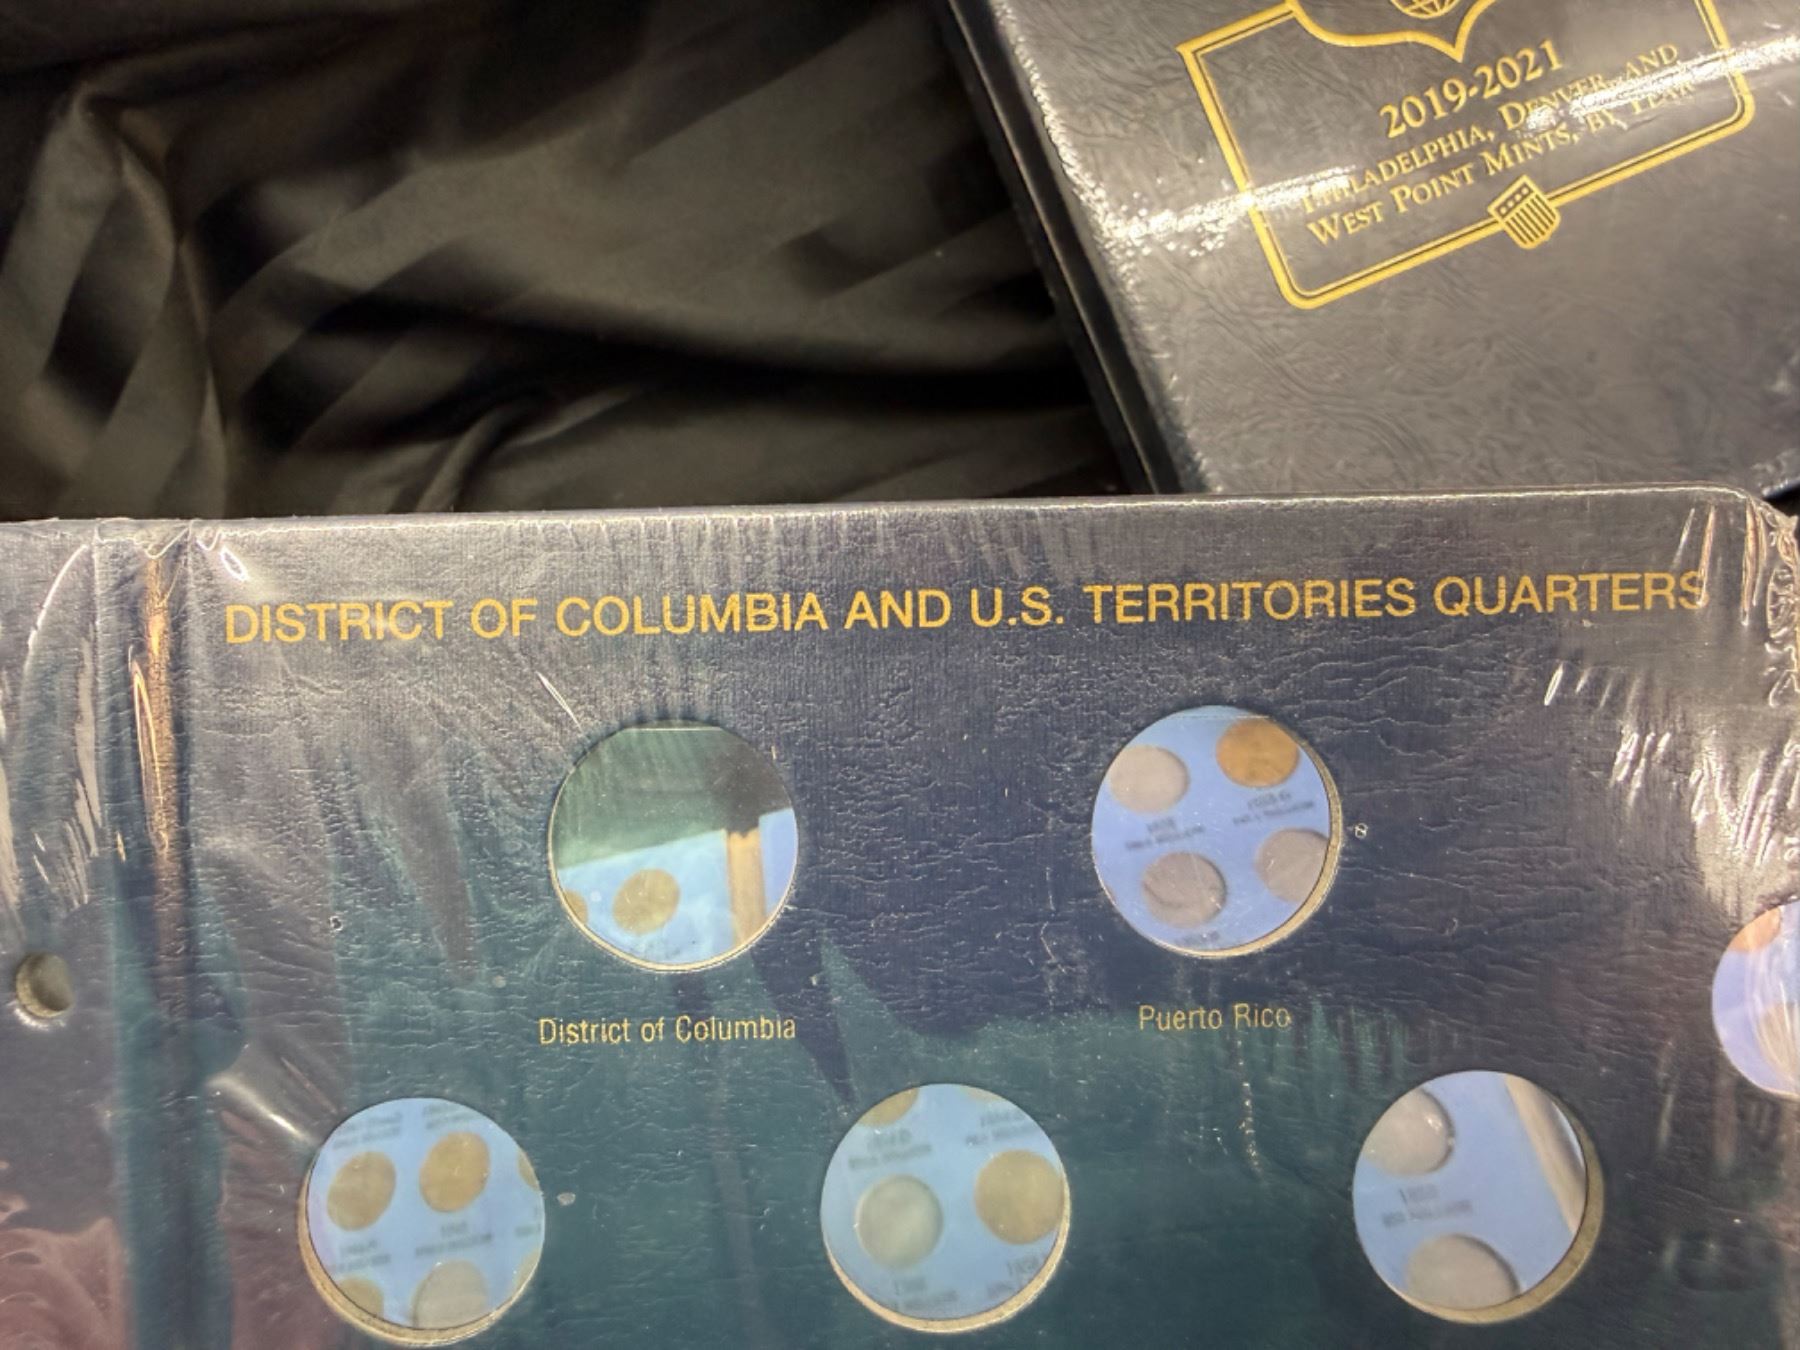 2019-2021
PHILADELPHIA, DENVER, AND
WEST POINT MINTS, BY YEAR
DISTRICT OF COLUMBIA AND U.S. TERRITORIES QUARTERS
District of Columbia
Puerto Rico